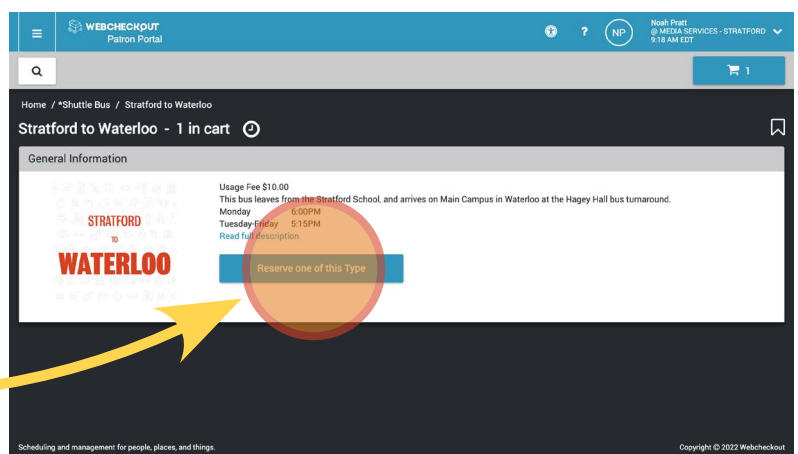 WEBCHECKOUT
Patron Portal
?
NP
Noah Pratt
@ MEDIA SERVICES - STRATFORD
9:18 AM EDT
1
Home / *Shuttle Bus / Stratford to Waterloo
Stratford to Waterloo - 1 in cart
General Information
STRATFORD
TO
WATERLOO
Usage Fee $10.00
This bus leaves from the Stratford School, and arrives on Main Campus in Waterloo at the Hagey Hall bus turnaround.
Monday 6:00PM
Tuesday-Friday 5:15PM
Read full description
Reserve one of this Type
Scheduling and management for people, places, and things.
Copyright © 2022 Webcheckout